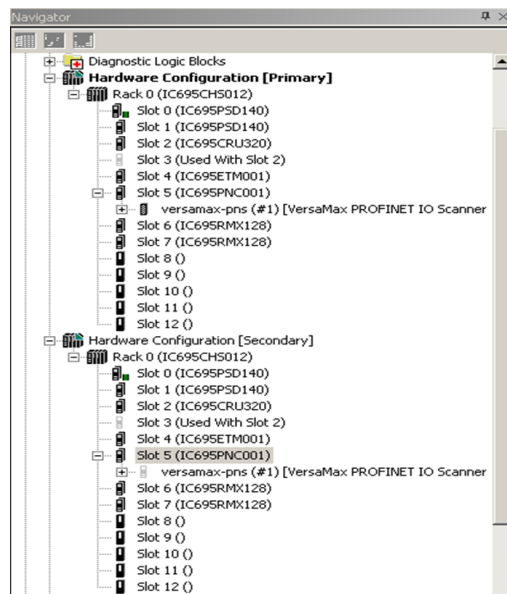 Navigator
Diagnostic Logic Blocks
Hardware Configuration [Primary]
Rack 0 (IC695CHS012)
Slot 0 (IC695PSD140)
Slot 1 (IC695PSD140)
Slot 2 (IC695CRU320)
Slot 3 (Used With Slot 2)
Slot 4 (IC695ETM001)
Slot 5 (IC695PNC001)
versamax-pns (#1) [VersaMax PROFINET IO Scanner
Slot 6 (IC695RMX128)
Slot 7 (IC695RMX128)
Slot 8 ()
Slot 9 ()
Slot 10 ()
Slot 11 ()
Slot 12 ()
Hardware Configuration [Secondary]
Rack 0 (IC695CHS012)
Slot 0 (IC695PSD140)
Slot 1 (IC695PSD140)
Slot 2 (IC695CRU320)
Slot 3 (Used With Slot 2)
Slot 4 (IC695ETM001)
Slot 5 (IC695PNC001)
versamax-pns (#1) [VersaMax PROFINET IO Scanner
Slot 6 (IC695RMX128)
Slot 7 (IC695RMX128)
Slot 8 ()
Slot 9 ()
Slot 10 ()
Slot 11 ()
Slot 12 ()